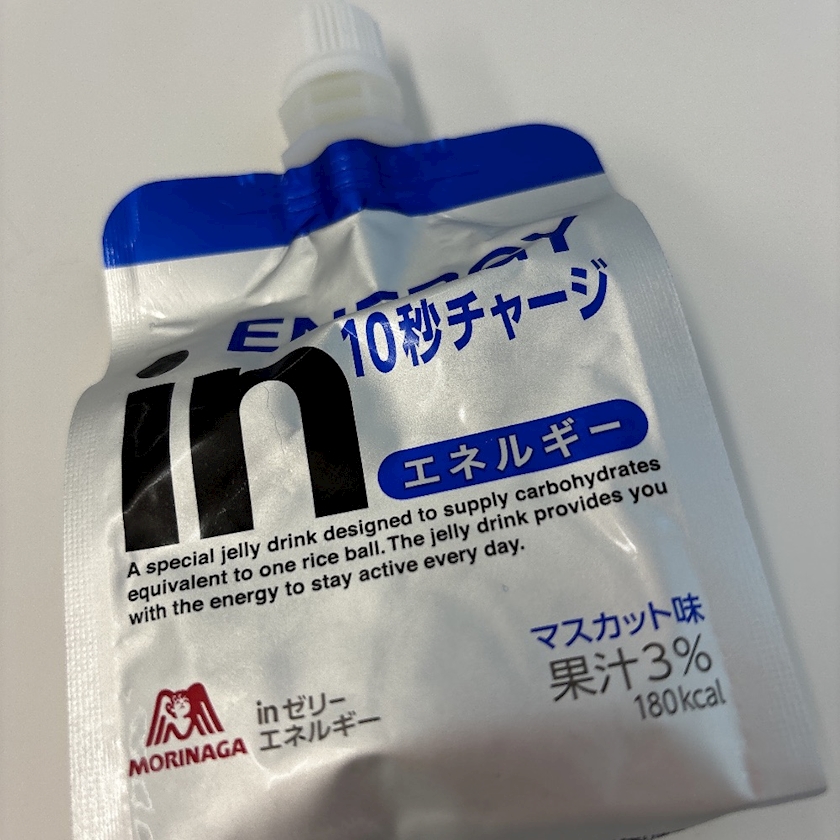 ENERGY
10秒チャージ
in
エネルギー
A special jelly drink designed to supply carbohydrates
equivalent to one rice ball. The jelly drink provides you
with the energy to stay active every day.
マスカット味
果汁3%
180kcal
MORINAGA
inゼリー
エネルギー